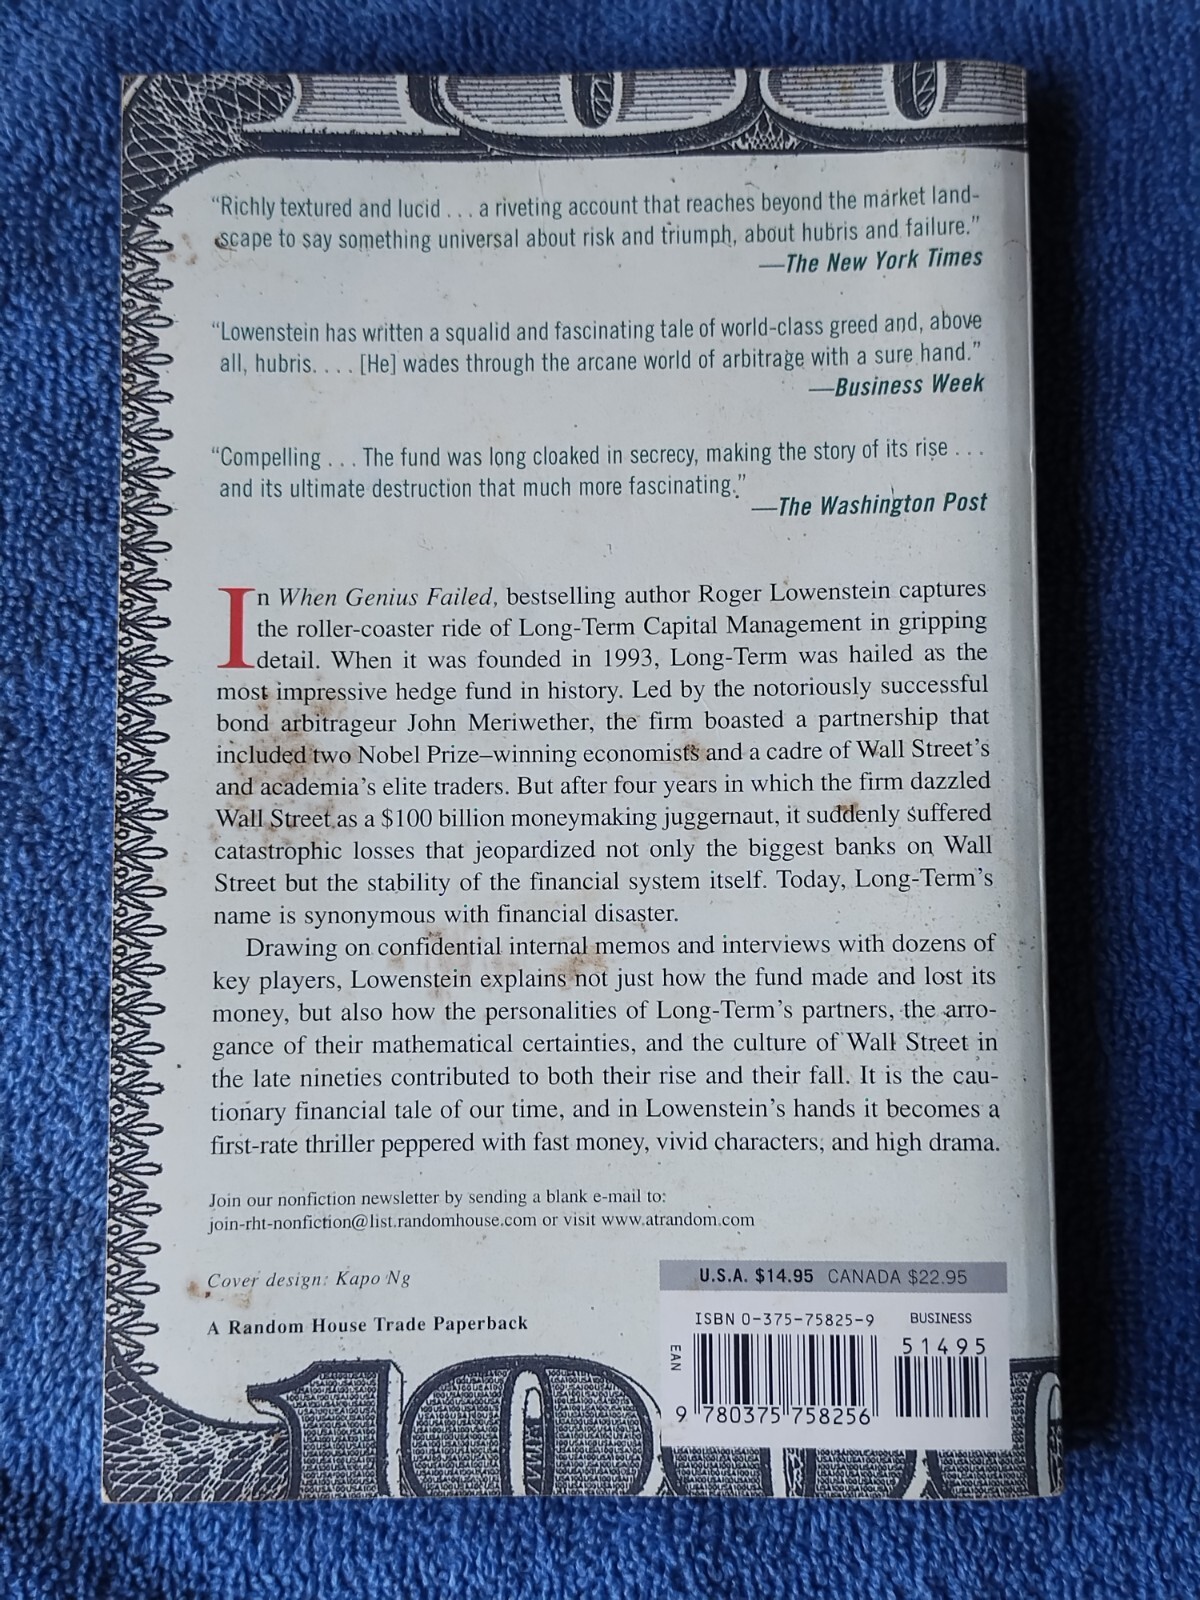 “Richly textured and lucid . . . a riveting account that reaches beyond the market land-
scape to say something universal about risk and triumph, about hubris and failure.”
—The New York Times
“Lowenstein has written a squalid and fascinating tale of world-class greed and, above
all, hubris. . . . [He] wades through the arcane world of arbitrage with a sure hand.”
—Business Week
“Compelling . . . The fund was long cloaked in secrecy, making the story of its rise . . .
and its ultimate destruction that much more fascinating.”
—The Washington Post
In When Genius Failed, bestselling author Roger Lowenstein captures
the roller-coaster ride of Long-Term Capital Management in gripping
detail. When it was founded in 1993, Long-Term was hailed as the
most impressive hedge fund in history. Led by the notoriously successful
bond arbitrageur John Meriwether, the firm boasted a partnership that
included two Nobel Prize–winning economists and a cadre of Wall Street’s
and academia’s elite traders. But after four years in which the firm dazzled
Wall Street as a $100 billion moneymaking juggernaut, it suddenly suffered
catastrophic losses that jeopardized not only the biggest banks on Wall
Street but the stability of the financial system itself. Today, Long-Term’s
name is synonymous with financial disaster.
Drawing on confidential internal memos and interviews with dozens of
key players, Lowenstein explains not just how the fund made and lost its
money, but also how the personalities of Long-Term’s partners, the arro-
gance of their mathematical certainties, and the culture of Wall Street in
the late nineties contributed to both their rise and their fall. It is the cau-
tionary financial tale of our time, and in Lowenstein’s hands it becomes a
first-rate thriller peppered with fast money, vivid characters, and high drama.
Join our nonfiction newsletter by sending a blank e-mail to:
join-rht-nonfiction@list.randomhouse.com or visit www.atrandom.com
Cover design: Kapo Ng
A Random House Trade Paperback
U.S.A. $14.95 CANADA $22.95
ISBN 0-375-75825-9 BUSINESS
51495
EAN
9 780375 758256
100